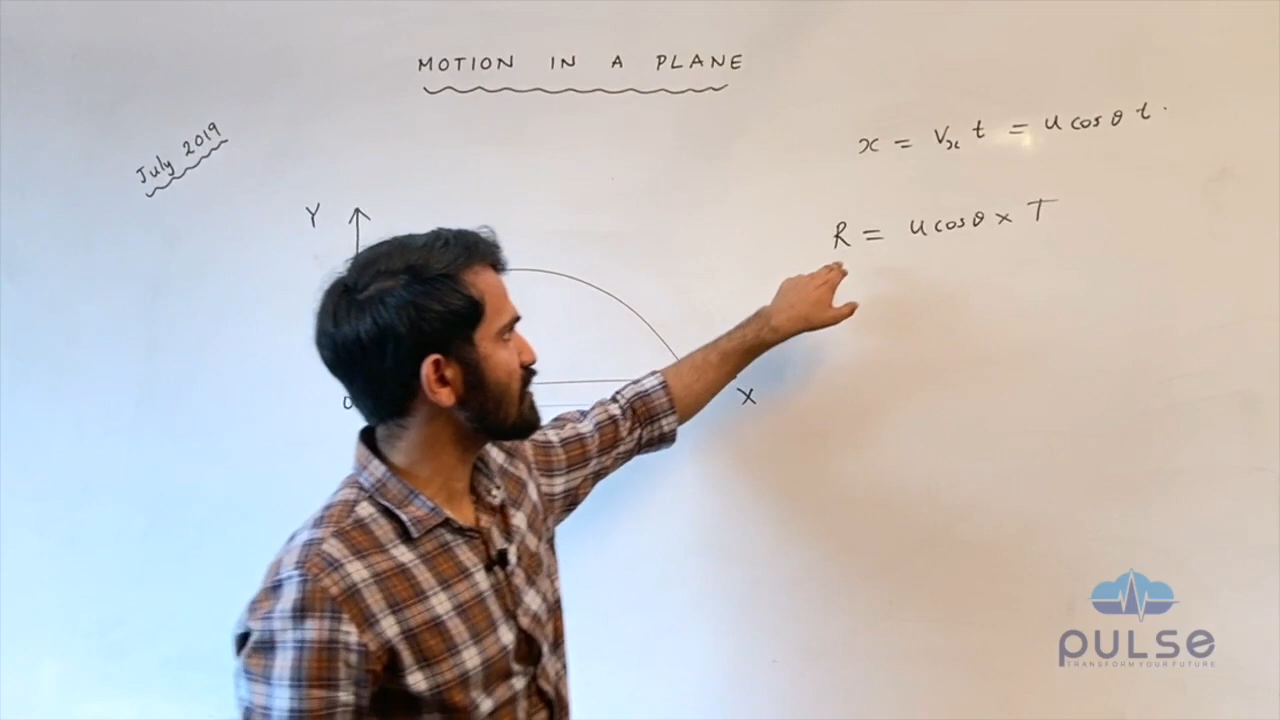 MOTION IN A PLANE
July 2019
x = Vx t = u cos θ t.
R = u cos θ × T
Y
X
PULSE
TRANSFORM YOUR FUTURE